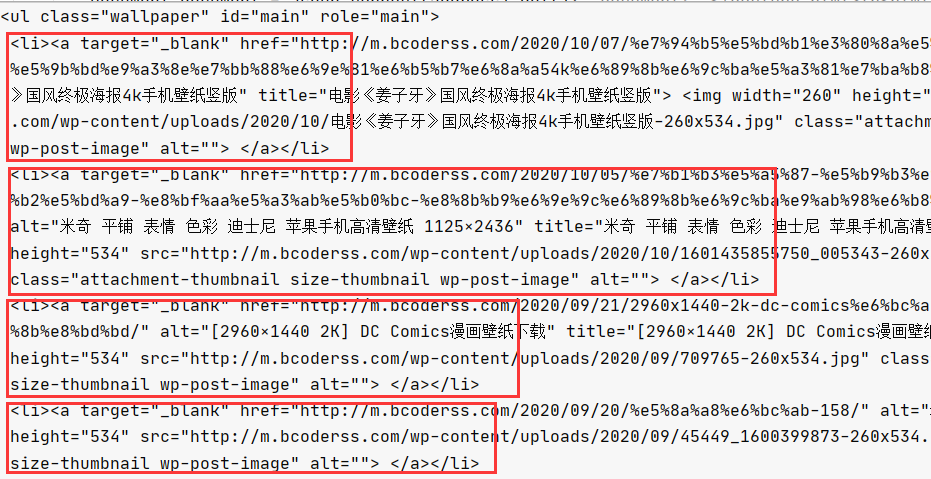 <ul class="wallpaper" id="main" role="main">
<li><a target="_blank" href="http://m.bcoderss.com/2020/10/07/%e7%94%b5%e5%bd%b1%e3%80%8a%e5
%e5%9b%bd%e9%a3%8e%e7%bb%88%e6%9e%81%e6%b5%b7%e6%8a%a54k%e6%89%8b%e6%9c%ba%e5%a3%81%e7%ba%b8
》国风终极海报4k手机壁纸竖版" title="电影《姜子牙》国风终极海报4k手机壁纸竖版"> <img width="260" height="
.com/wp-content/uploads/2020/10/电影《姜子牙》国风终极海报4k手机壁纸竖版-260x534.jpg" class="attachm
wp-post-image" alt=""> </a></li>
<li><a target="_blank" href="http://m.bcoderss.com/2020/10/05/%e7%b1%b3%e5%a5%87-%e5%b9%b3%e
%b2%e5%bd%a9-%e8%bf%aa%e5%a3%ab%e5%b0%bc-%e8%8b%b9%e6%9e%9c%e6%89%8b%e6%9c%ba%e9%ab%98%e6%b8
alt="米奇 平铺 表情 色彩 迪士尼 苹果手机高清壁纸 1125×2436" title="米奇 平铺 表情 色彩 迪士尼 苹果手机高清壁
height="534" src="http://m.bcoderss.com/wp-content/uploads/2020/10/1601435855750_005343-260x
class="attachment-thumbnail size-thumbnail wp-post-image" alt=""> </a></li>
<li><a target="_blank" href="http://m.bcoderss.com/2020/09/21/2960x1440-2k-dc-comics%e6%bc%a
%8b%e8%bd%bd/" alt="[2960×1440 2K] DC Comics漫画壁纸下载" title="[2960×1440 2K] DC Comics漫画壁纸
height="534" src="http://m.bcoderss.com/wp-content/uploads/2020/09/709765-260x534.jpg" class
size-thumbnail wp-post-image" alt=""> </a></li>
<li><a target="_blank" href="http://m.bcoderss.com/2020/09/20/%e5%8a%a8%e6%bc%ab-158/" alt="
height="534" src="http://m.bcoderss.com/wp-content/uploads/2020/09/45449_1600399873-260x534.
size-thumbnail wp-post-image" alt=""> </a></li>